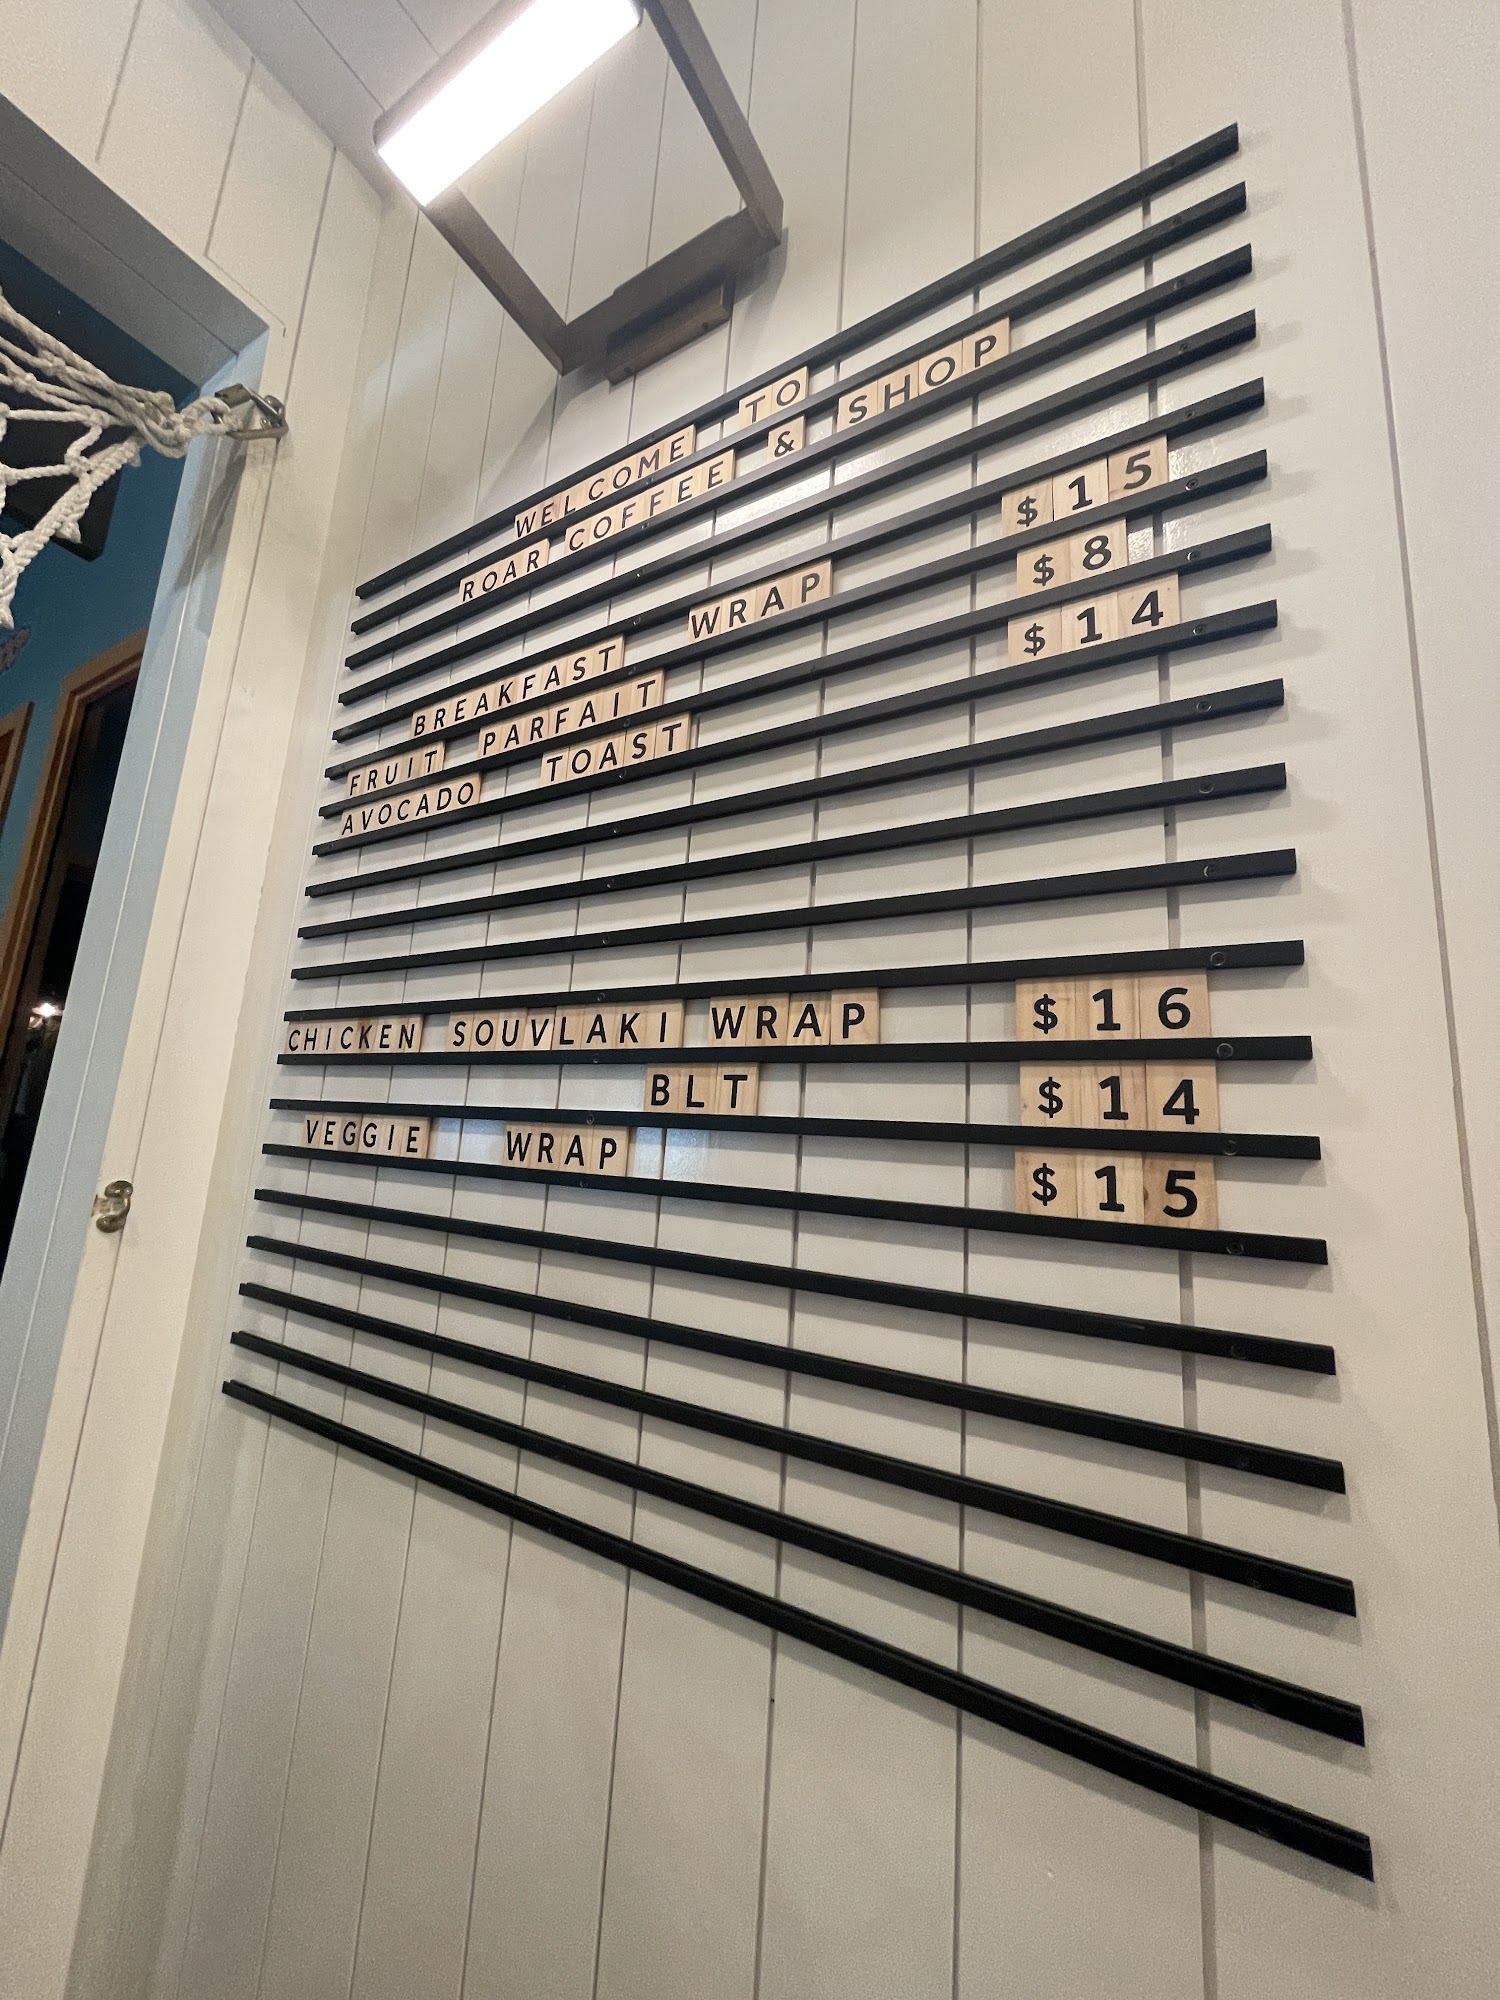 WELCOME TO
ROAR COFFEE & SHOP
BREAKFAST WRAP $15
FRUIT PARFAIT $8
AVOCADO TOAST $14
CHICKEN SOUVLAKI WRAP $16
BLT $14
VEGGIE WRAP $15